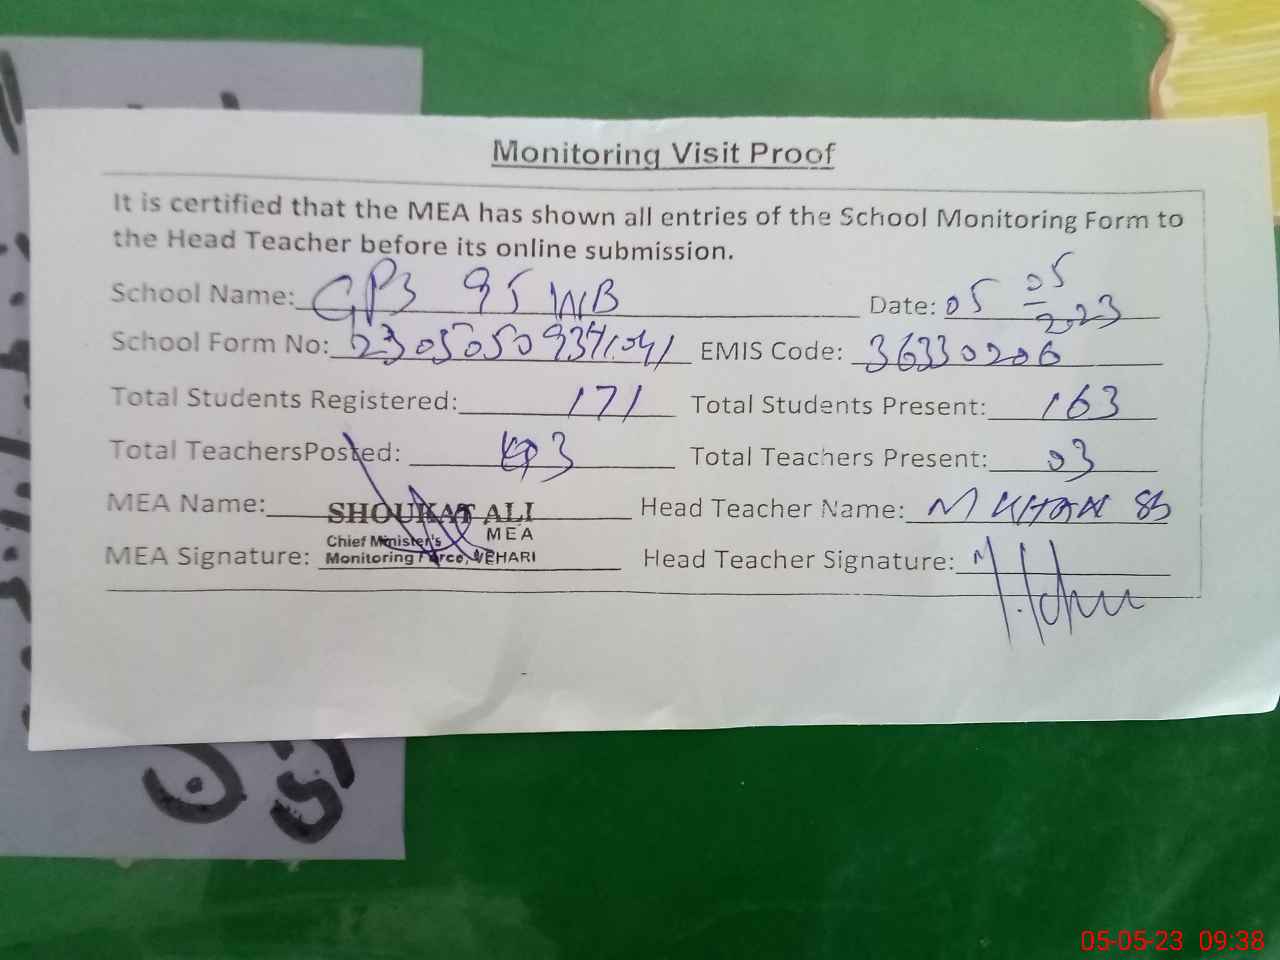 Monitoring Visit Proof
It is certified that the MEA has shown all entries of the School Monitoring Form to
the Head Teacher before its online submission.
School Name: GPS 95 WB Date: 05 05 2023
School Form No: EMIS Code: 36330206
Total Students Registered: 171 Total Students Present: 163
Total TeachersPosted: 03 Total Teachers Present: 03
MEA Name: SHOUKAT ALI Head Teacher Name: M
MEA
Chief Minister's
MEA Signature: Monitoring Force, VEHARI Head Teacher Signature:
05-05-23 09:38